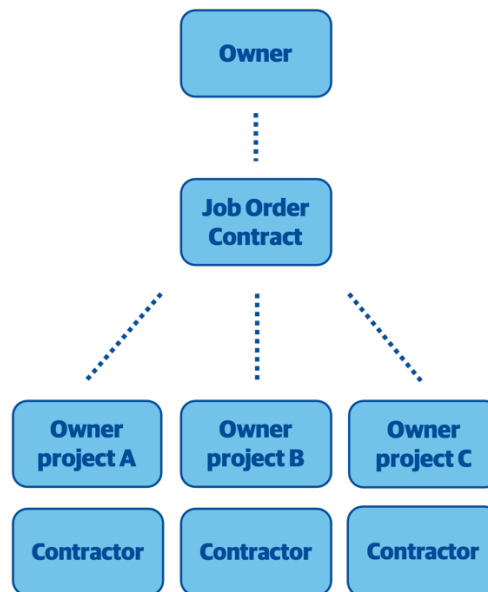 Owner
Job Order
Contract
Owner
project A
Owner
project B
Owner
project C
Contractor
Contractor
Contractor